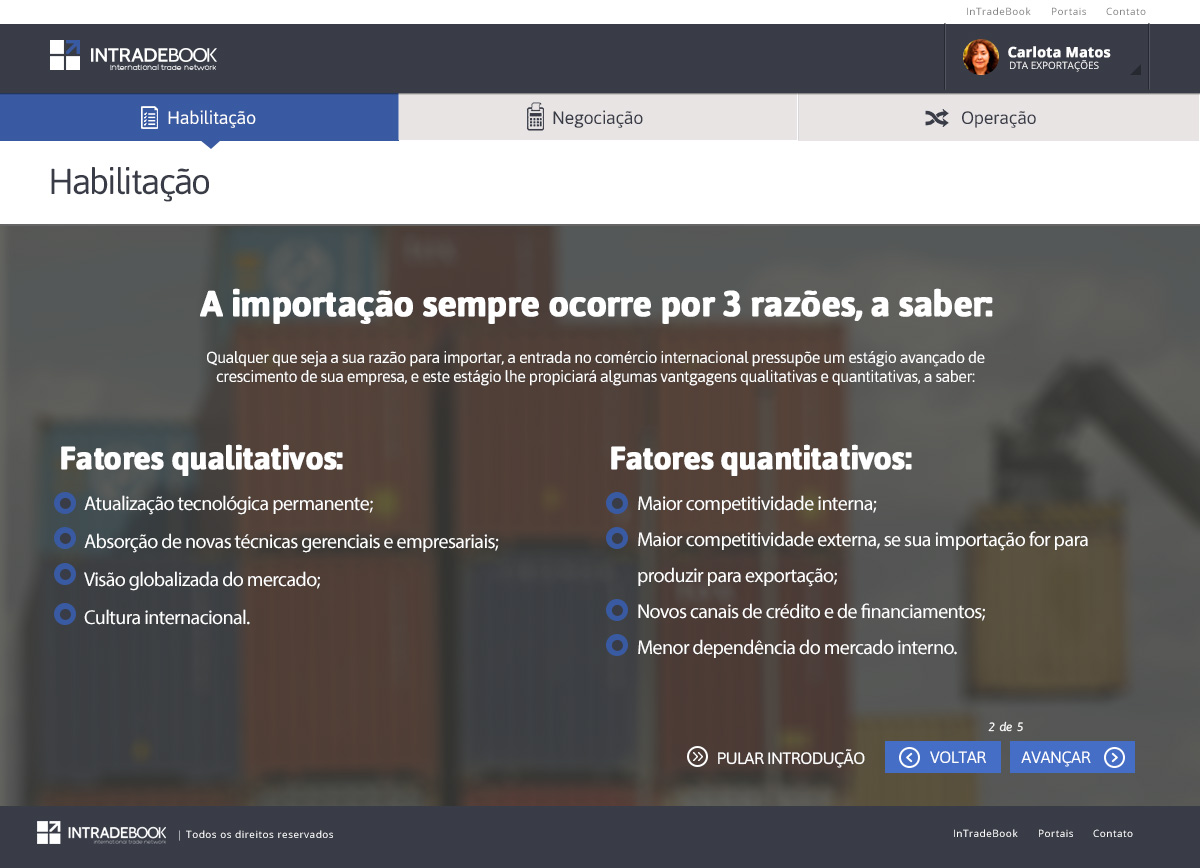 InTradeBook Portais Contato
INTRADEBOOK
international trade network
Carlota Matos
DTA EXPORTAÇÕES
Habilitação Negociação Operação
Habilitação
A importação sempre ocorre por 3 razões, a saber:
Qualquer que seja a sua razão para importar, a entrada no comércio internacional pressupõe um estágio avançado de
crescimento de sua empresa, e este estágio lhe propiciará algumas vantgagens qualitativas e quantitativas, a saber:
Fatores qualitativos:
Atualização tecnológica permanente;
Absorção de novas técnicas gerenciais e empresariais;
Visão globalizada do mercado;
Cultura internacional.
Fatores quantitativos:
Maior competitividade interna;
Maior competitividade externa, se sua importação for para
produzir para exportação;
Novos canais de crédito e de financiamentos;
Menor dependência do mercado interno.
2 de 5
PULAR INTRODUÇÃO VOLTAR AVANÇAR
INTRADEBOOK | Todos os direitos reservados
international trade network
InTradeBook Portais Contato